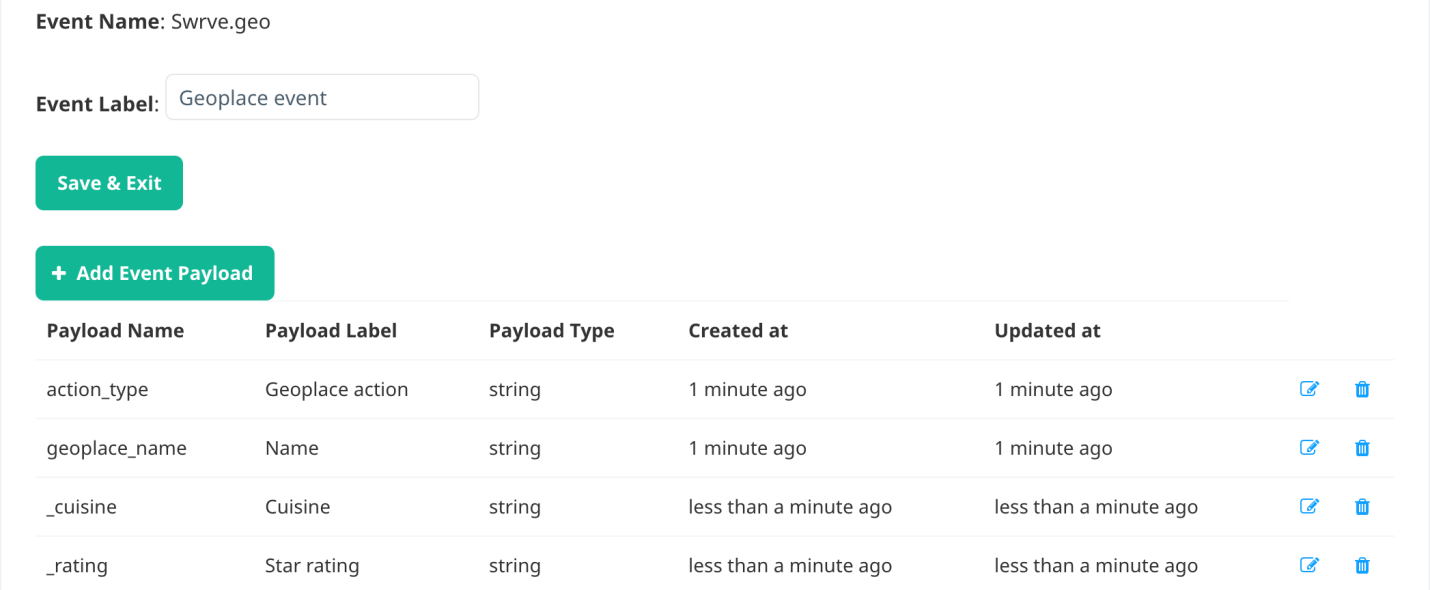 Event Name: Swrve.geo
Event Label: Geoplace event
Save & Exit
+ Add Event Payload
Payload Name Payload Label Payload Type Created at Updated at
action_type Geoplace action string 1 minute ago 1 minute ago
geoplace_name Name string 1 minute ago 1 minute ago
_cuisine Cuisine string less than a minute ago less than a minute ago
_rating Star rating string less than a minute ago less than a minute ago